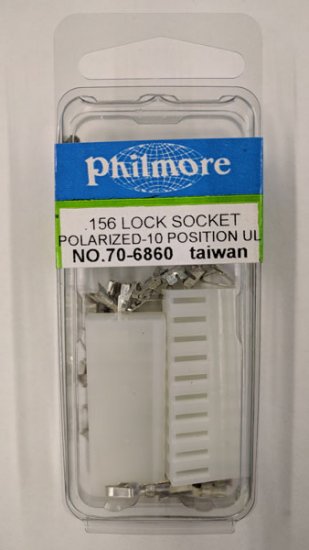 Philmore
.156 LOCK SOCKET
POLARIZED-10 POSITION UL
NO.70-6860 taiwan